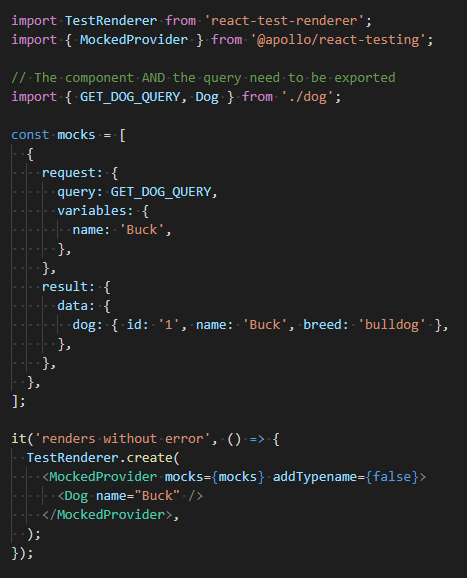 import TestRenderer from 'react-test-renderer';
import { MockedProvider } from '@apollo/react-testing';

// The component AND the query need to be exported
import { GET_DOG_QUERY, Dog } from './dog';

const mocks = [
  {
    request: {
      query: GET_DOG_QUERY,
      variables: {
        name: 'Buck',
      },
    },
    result: {
      data: {
        dog: { id: '1', name: 'Buck', breed: 'bulldog' },
      },
    },
  },
];

it('renders without error', () => {
  TestRenderer.create(
    <MockedProvider mocks={mocks} addTypename={false}>
      <Dog name="Buck" />
    </MockedProvider>,
  );
});